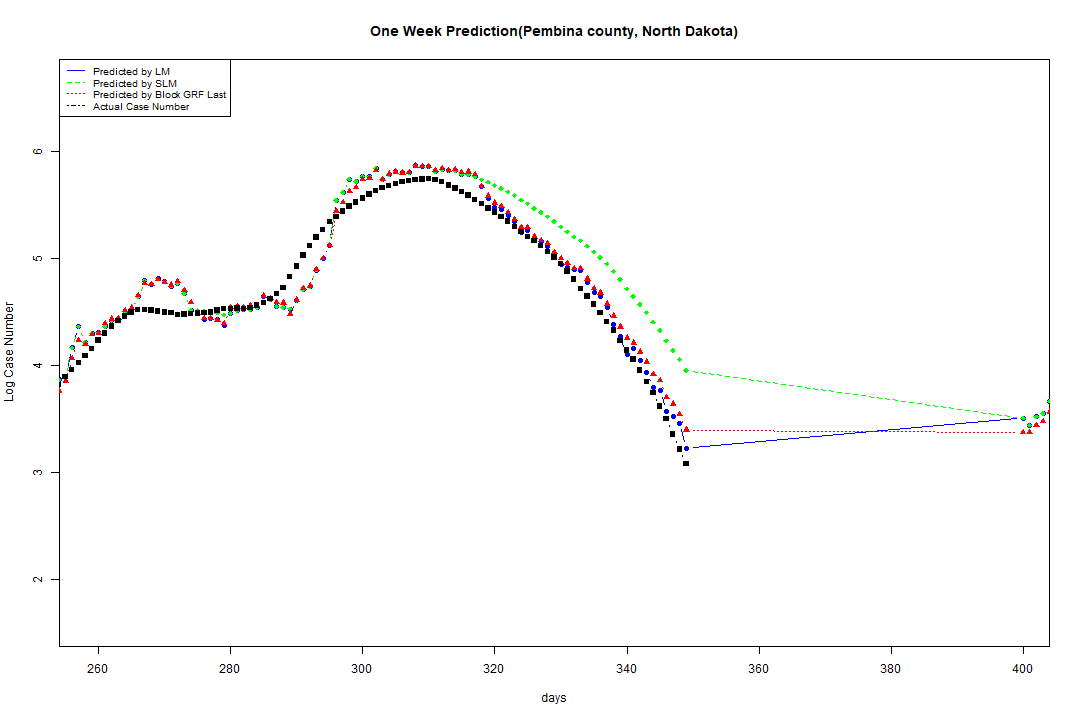 One Week Prediction(Pembina county, North Dakota)
Predicted by LM
Predicted by SLM
Predicted by Block GRF Last
Actual Case Number
6
5
4
3
2
Log Case Number
260 280 300 320 340 360 380 400
days